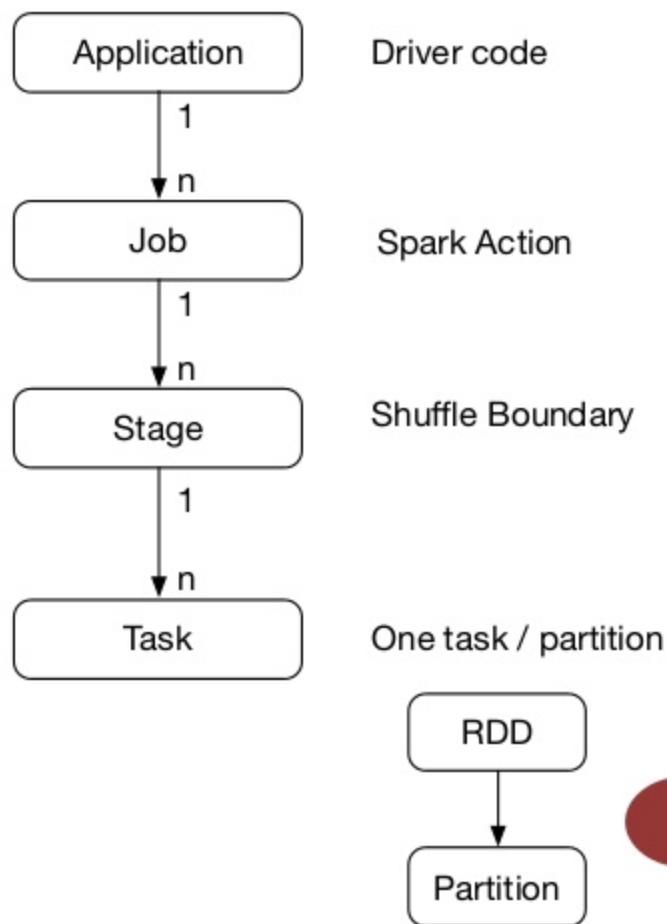 Application Driver code
1
n
Job Spark Action
1
n
Stage Shuffle Boundary
1
n
Task One task / partition
RDD
Partition